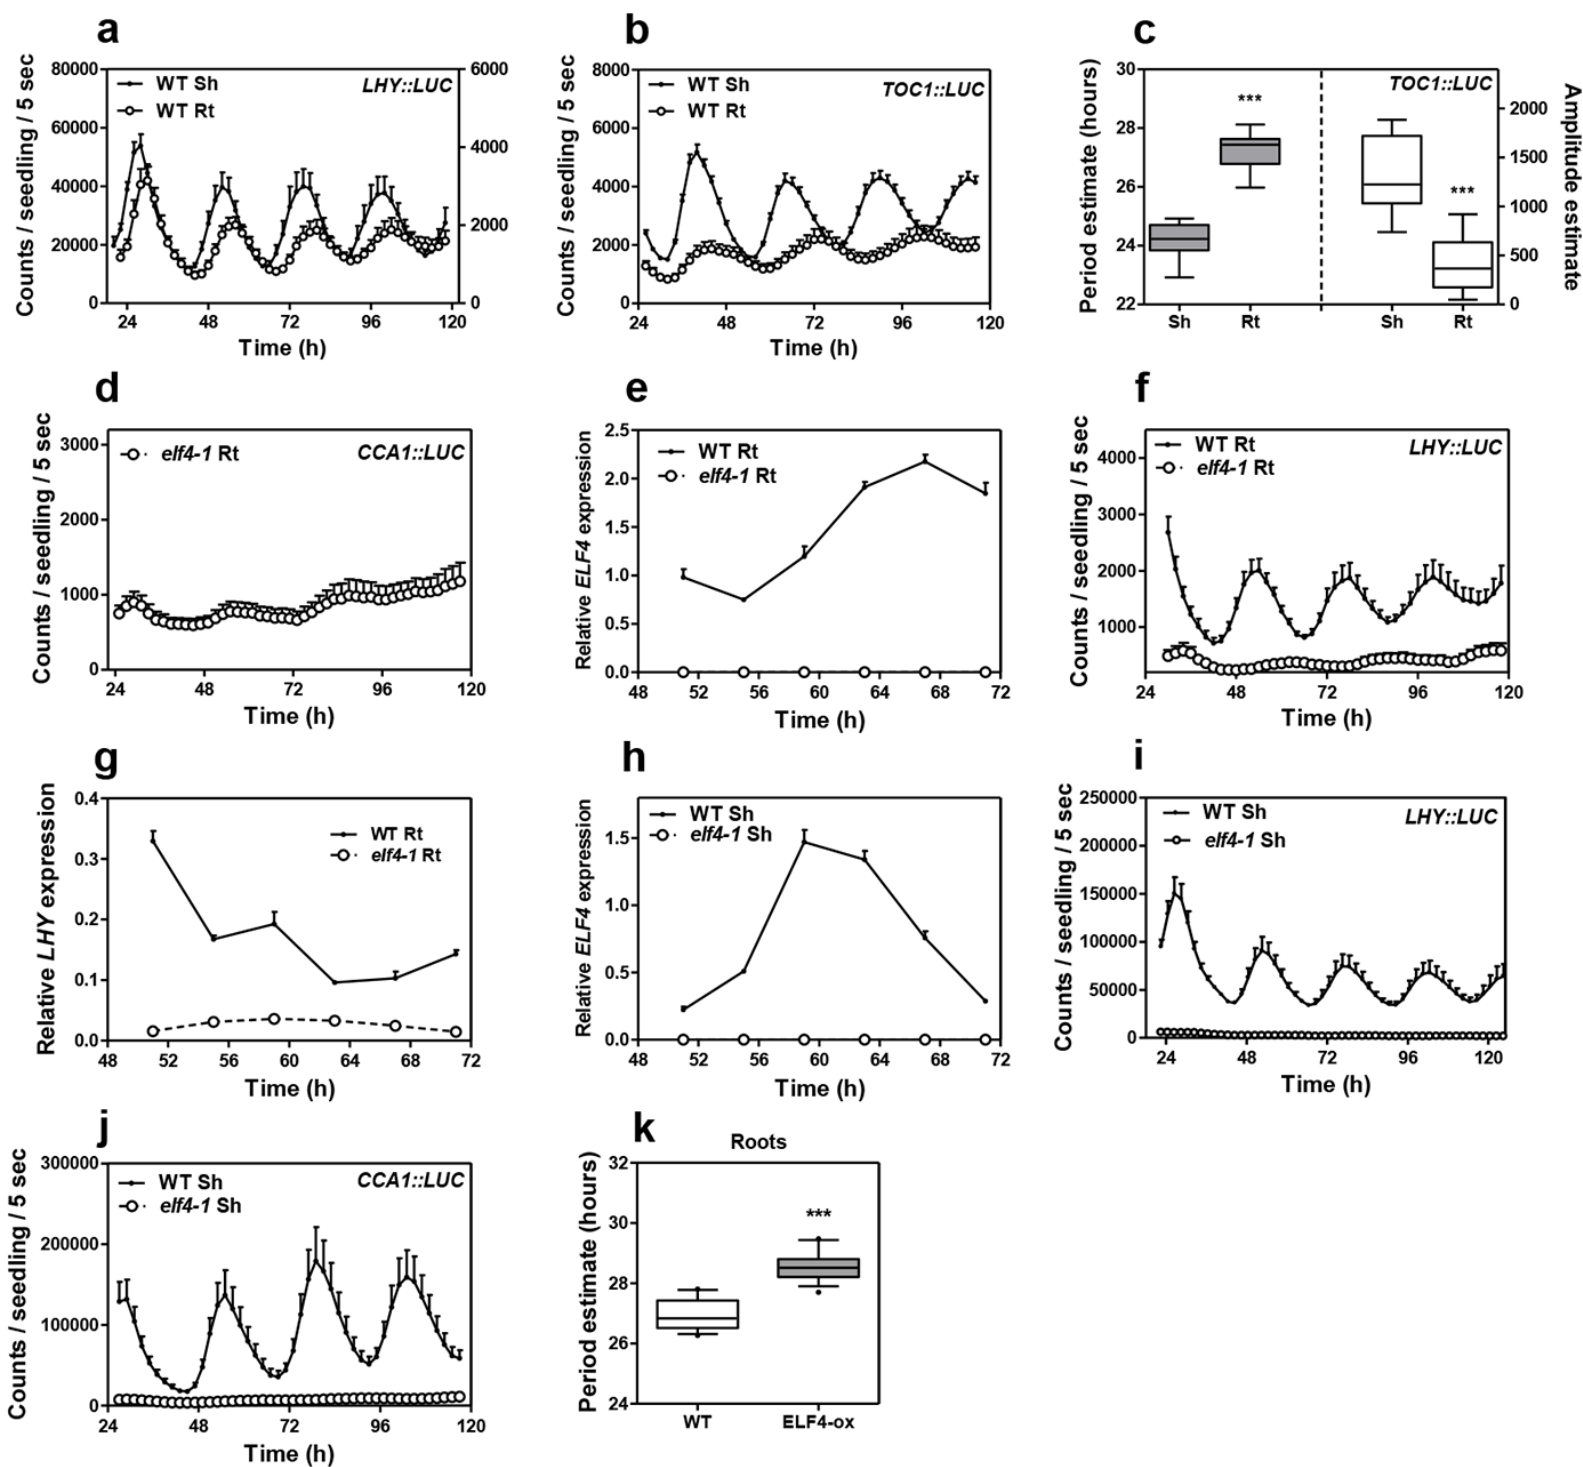 a
80000
60000
40000
20000
0
6000
4000
2000
0
WT Sh
WT Rt
LHY::LUC
24 48 72 96 120
Time (h)
Counts / seedling / 5 sec
b
8000
6000
4000
2000
0
WT Sh
WT Rt
TOC1::LUC
24 48 72 96 120
Time (h)
Counts / seedling / 5 sec
c
30
28
26
24
22
2000
1500
1000
500
0
TOC1::LUC
***
***
Sh Rt Sh Rt
Period estimate (hours)
Amplitude estimate
d
3000
2000
1000
0
elf4-1 Rt
CCA1::LUC
24 48 72 96 120
Time (h)
Counts / seedling / 5 sec
e
2.5
2.0
1.5
1.0
0.5
0.0
WT Rt
elf4-1 Rt
48 52 56 60 64 68 72
Time (h)
Relative ELF4 expression
f
4000
3000
2000
1000
WT Rt
elf4-1 Rt
LHY::LUC
24 48 72 96 120
Time (h)
Counts / seedling / 5 sec
g
0.4
0.3
0.2
0.1
0.0
WT Rt
elf4-1 Rt
48 52 56 60 64 68 72
Time (h)
Relative LHY expression
h
1.5
1.0
0.5
0.0
WT Sh
elf4-1 Sh
48 52 56 60 64 68 72
Time (h)
Relative ELF4 expression
i
250000
200000
150000
100000
50000
0
WT Sh
elf4-1 Sh
LHY::LUC
24 48 72 96 120
Time (h)
Counts / seedling / 5 sec
j
300000
200000
100000
0
WT Sh
elf4-1 Sh
CCA1::LUC
24 48 72 96 120
Time (h)
Counts / seedling / 5 sec
k
Roots
32
30
28
26
24
***
WT ELF4-ox
Period estimate (hours)